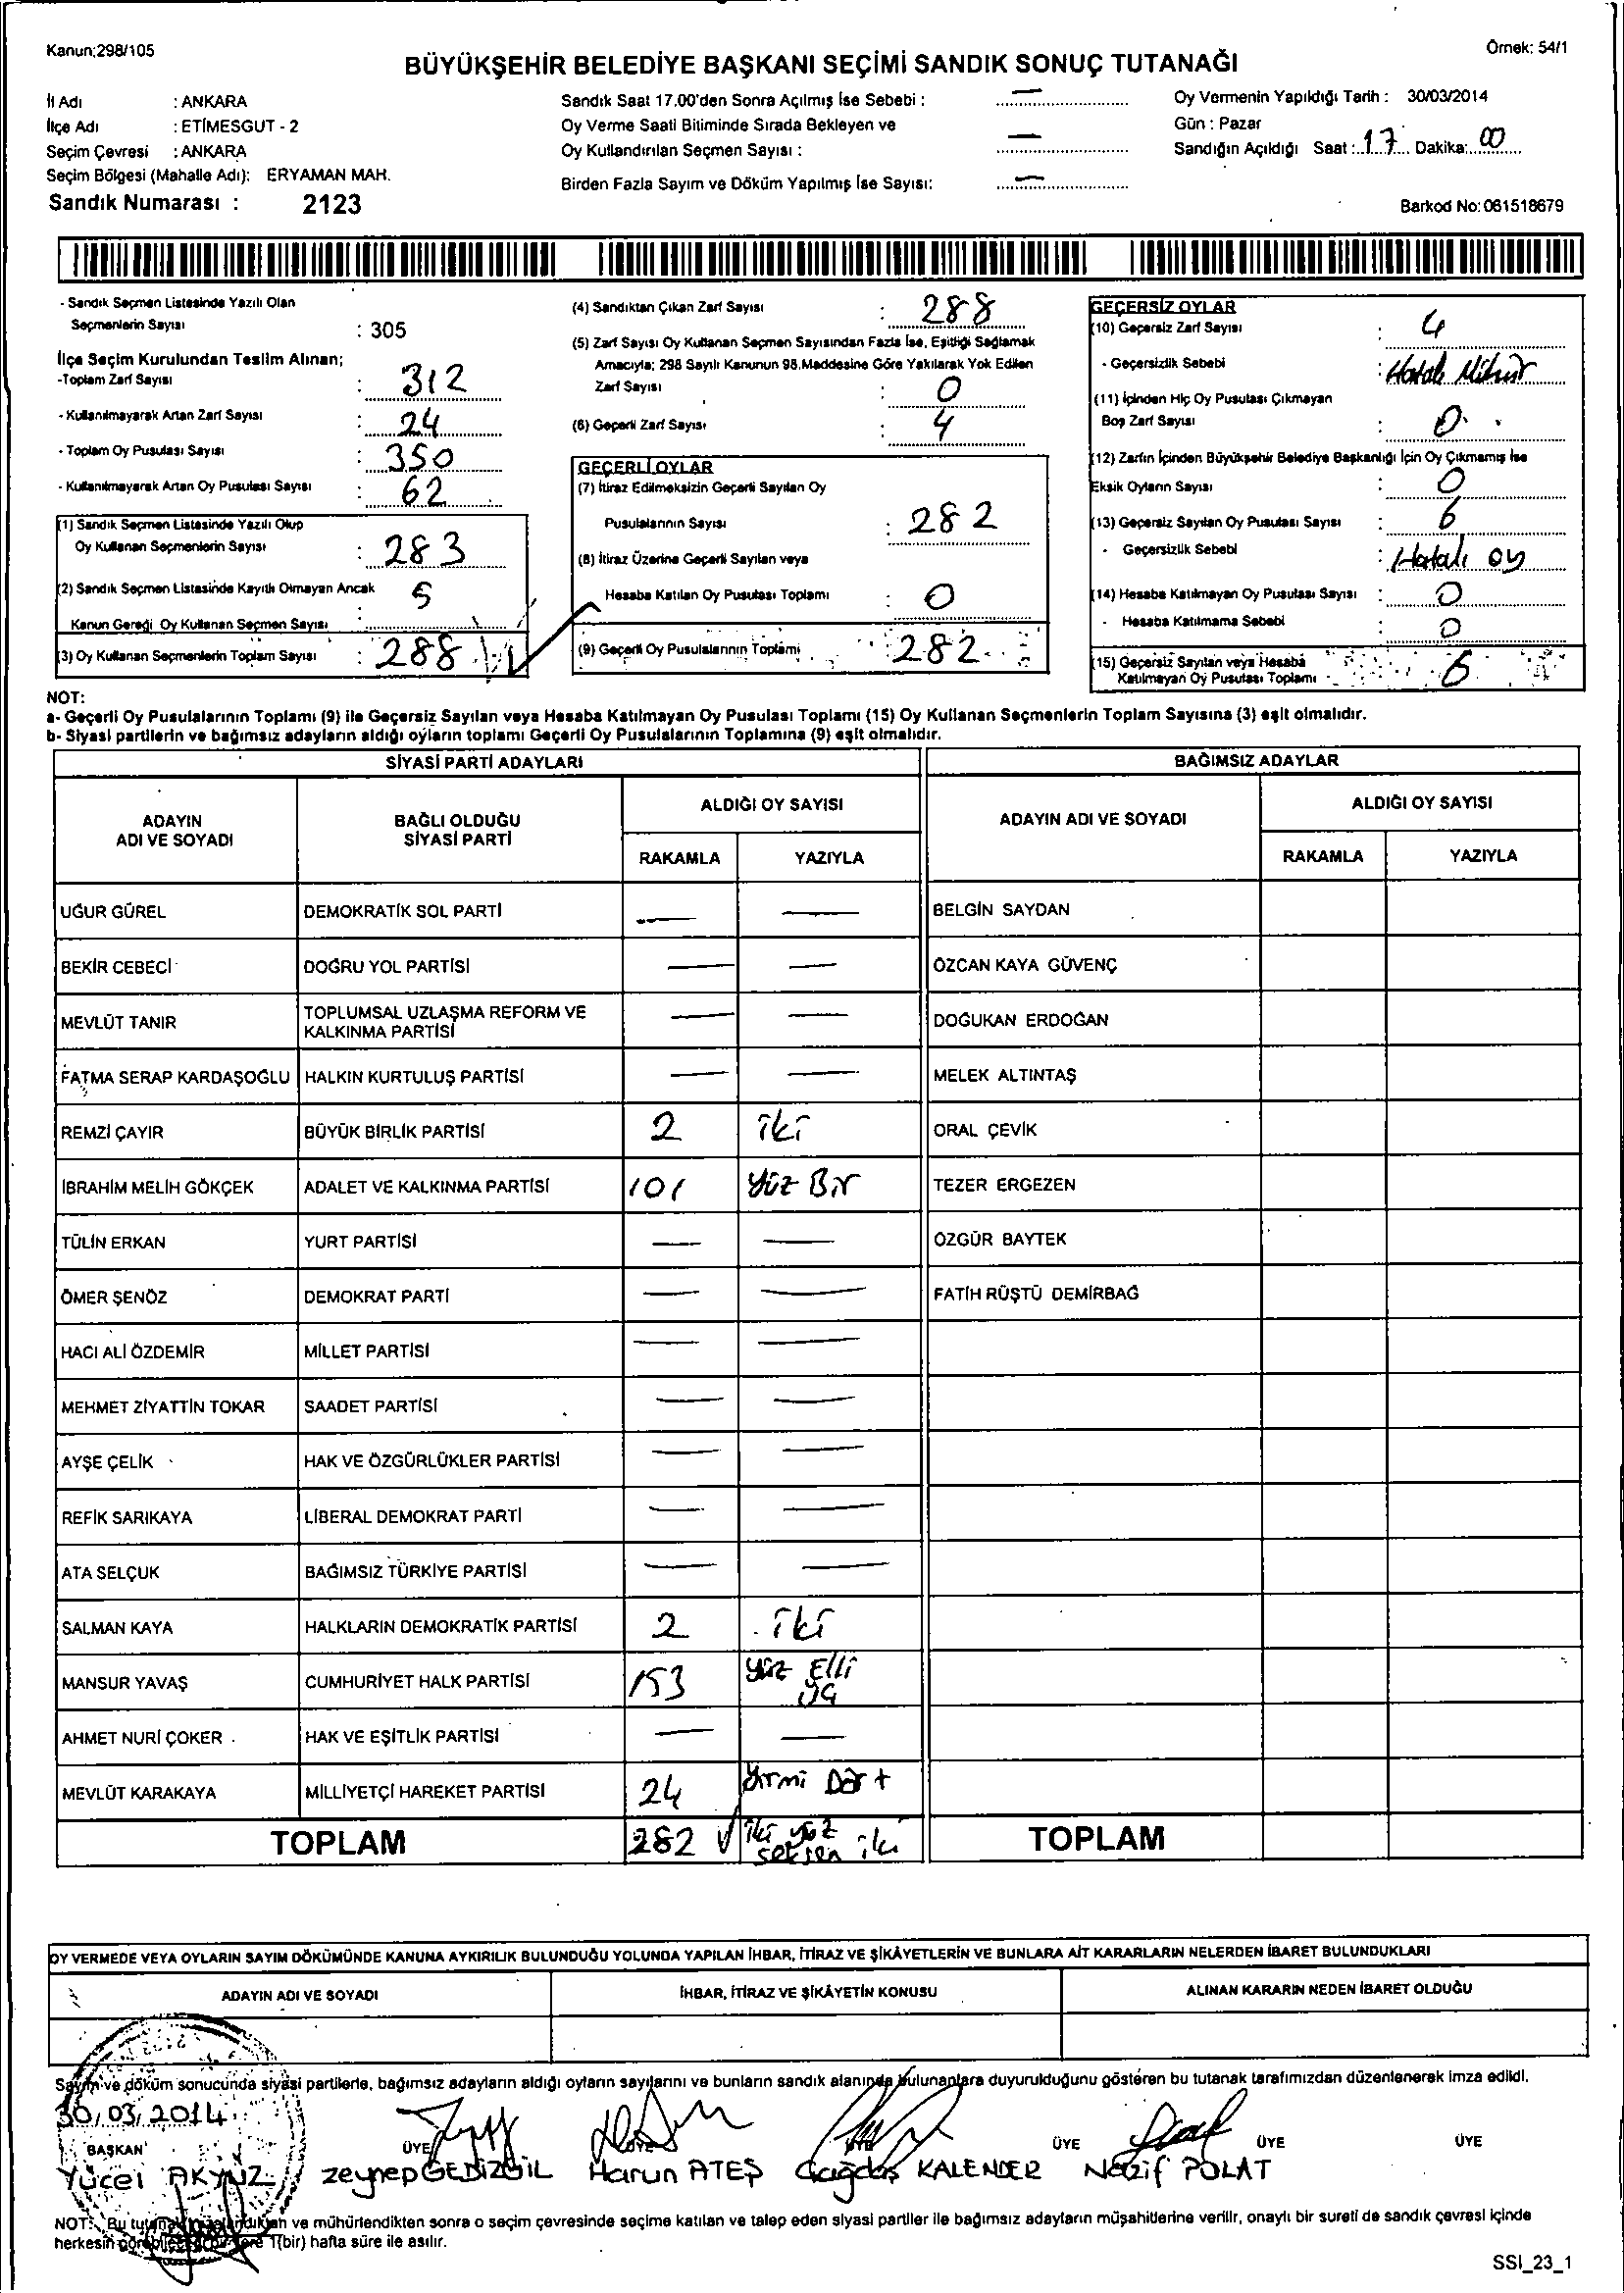 Kanun;298/105
Örnek: 54/1
BÜYÜKŞEHİR BELEDİYE BAŞKANI SEÇİMİ SANDIK SONUÇ TUTANAĞI
İl Adı : ANKARA
İlçe Adı : ETİMESGUT - 2
Seçim Çevresi : ANKARA
Seçim Bölgesi (Mahalle Adı): ERYAMAN MAH.
Sandık Numarası : 2123
Sandık Saat 17.00'den Sonra Açılmış İse Sebebi : —
Oy Verme Saati Bitiminde Sırada Bekleyen ve
Oy Kullandırılan Seçmen Sayısı : —
Birden Fazla Sayım ve Döküm Yapılmış İse Sayısı: —
Oy Vermenin Yapıldığı Tarih : 30/03/2014
Gün : Pazar
Sandığın Açıldığı Saat : 17 Dakika: 00
Barkod No: 061518679
- Sandık Seçmen Listesinde Yazılı Olan
Seçmenlerin Sayısı : 305
İlçe Seçim Kurulundan Teslim Alınan;
-Toplam Zarf Sayısı : 312
- Kullanılmayarak Artan Zarf Sayısı : 24
- Toplam Oy Pusulası Sayısı : 350
- Kullanılmayarak Artan Oy Pusulası Sayısı : 62
(1) Sandık Seçmen Listesinde Yazılı Olup
Oy Kullanan Seçmenlerin Sayısı : 283
(2) Sandık Seçmen Listesinde Kayıtlı Olmayan Ancak
Kanun Gereği Oy Kullanan Seçmen Sayısı : 5
(3) Oy Kullanan Seçmenlerin Toplam Sayısı : 288
(4) Sandıktan Çıkan Zarf Sayısı : 288
(5) Zarf Sayısı Oy Kullanan Seçmen Sayısından Fazla İse, Eşitliği Sağlamak
Amacıyla; 298 Sayılı Kanunun 98.Maddesine Göre Yakılarak Yok Edilen
Zarf Sayısı : 0
(6) Geçerli Zarf Sayısı : 4
GEÇERLİ OYLAR
(7) İtiraz Edilmeksizin Geçerli Sayılan Oy
Pusulalarının Sayısı : 282
(8) İtiraz Üzerine Geçerli Sayılan veya
Hesaba Katılan Oy Pusulası Toplamı : 0
(9) Geçerli Oy Pusulalarının Toplamı : 282
GEÇERSİZ OYLAR
(10) Geçersiz Zarf Sayısı : 4
- Geçersizlik Sebebi : Hatalı Mühür
(11) İçinden Hiç Oy Pusulası Çıkmayan
Boş Zarf Sayısı : 0
(12) Zarfın İçinden Büyükşehir Belediye Başkanlığı İçin Oy Çıkmamış İse
Eksik Oyların Sayısı : 0
(13) Geçersiz Sayılan Oy Pusulası Sayısı : 6
- Geçersizlik Sebebi : Hatalı oy
(14) Hesaba Katılmayan Oy Pusulası Sayısı : 0
- Hesaba Katılmama Sebebi : 0
(15) Geçersiz Sayılan veya Hesaba
Katılmayan Oy Pusulası Toplamı : 6
NOT:
a- Geçerli Oy Pusulalarının Toplamı (9) ile Geçersiz Sayılan veya Hesaba Katılmayan Oy Pusulası Toplamı (15) Oy Kullanan Seçmenlerin Toplam Sayısına (3) eşit olmalıdır.
b- Siyasi partilerin ve bağımsız adayların aldığı oyların toplamı Geçerli Oy Pusulalarının Toplamına (9) eşit olmalıdır.
SİYASİ PARTİ ADAYLARI BAĞIMSIZ ADAYLAR
ADAYIN ADI VE SOYADI BAĞLI OLDUĞU SİYASİ PARTİ ALDIĞI OY SAYISI ADAYIN ADI VE SOYADI ALDIĞI OY SAYISI
RAKAMLA YAZIYLA RAKAMLA YAZIYLA
UĞUR GÜREL DEMOKRATİK SOL PARTİ — — BELGİN SAYDAN
BEKİR CEBECİ DOĞRU YOL PARTİSİ — — ÖZCAN KAYA GÜVENÇ
MEVLÜT TANIR TOPLUMSAL UZLAŞMA REFORM VE KALKINMA PARTİSİ — — DOĞUKAN ERDOĞAN
FATMA SERAP KARDAŞOĞLU HALKIN KURTULUŞ PARTİSİ — — MELEK ALTINTAŞ
REMZİ ÇAYIR BÜYÜK BİRLİK PARTİSİ 2 iki ORAL ÇEVİK
İBRAHİM MELİH GÖKÇEK ADALET VE KALKINMA PARTİSİ 101 Yüz Bir TEZER ERGEZEN
TÜLİN ERKAN YURT PARTİSİ — — ÖZGÜR BAYTEK
ÖMER ŞENÖZ DEMOKRAT PARTİ — — FATİH RÜŞTÜ DEMİRBAĞ
HACI ALİ ÖZDEMİR MİLLET PARTİSİ — —
MEHMET ZİYATTİN TOKAR SAADET PARTİSİ — —
AYŞE ÇELİK HAK VE ÖZGÜRLÜKLER PARTİSİ — —
REFİK SARIKAYA LİBERAL DEMOKRAT PARTİ — —
ATA SELÇUK BAĞIMSIZ TÜRKİYE PARTİSİ — —
SALMAN KAYA HALKLARIN DEMOKRATİK PARTİSİ 2 iki
MANSUR YAVAŞ CUMHURİYET HALK PARTİSİ 153 Yüz Elli üç
AHMET NURİ ÇOKER HAK VE EŞİTLİK PARTİSİ — —
MEVLÜT KARAKAYA MİLLİYETÇİ HAREKET PARTİSİ 24 Yirmi Dört
TOPLAM 282 iki yüz seksen iki TOPLAM
OY VERMEDE VEYA OYLARIN SAYIM DÖKÜMÜNDE KANUNA AYKIRILIK BULUNDUĞU YOLUNDA YAPILAN İHBAR, İTİRAZ VE ŞİKÂYETLERİN VE BUNLARA AİT KARARLARIN NELERDEN İBARET BULUNDUKLARI
ADAYIN ADI VE SOYADI İHBAR, İTİRAZ VE ŞİKÂYETİN KONUSU ALINAN KARARIN NEDEN İBARET OLDUĞU
Sayım ve döküm sonucunda siyasi partilerle, bağımsız adayların aldığı oyların sayılarını ve bunların sandık alanında bulunanlara duyurulduğunu gösteren bu tutanak tarafımızdan düzenlenerek imza edildi.
30/03/2014
BAŞKAN ÜYE ÜYE ÜYE ÜYE ÜYE ÜYE
Yücel AKYUZ Zeynep GEDİZGİL Harun ATEŞ Çağdaş KALENDER Nazif POLAT
NOT: Bu tutanak ve mühürlendikten sonra o seçim çevresinde seçime katılan ve talep eden siyasi partiler ile bağımsız adayların müşahitlerine verilir, onaylı bir sureti de sandık çevresi içinde
herkesin 1(bir) hafta süre ile asılır.
SSI_23_1